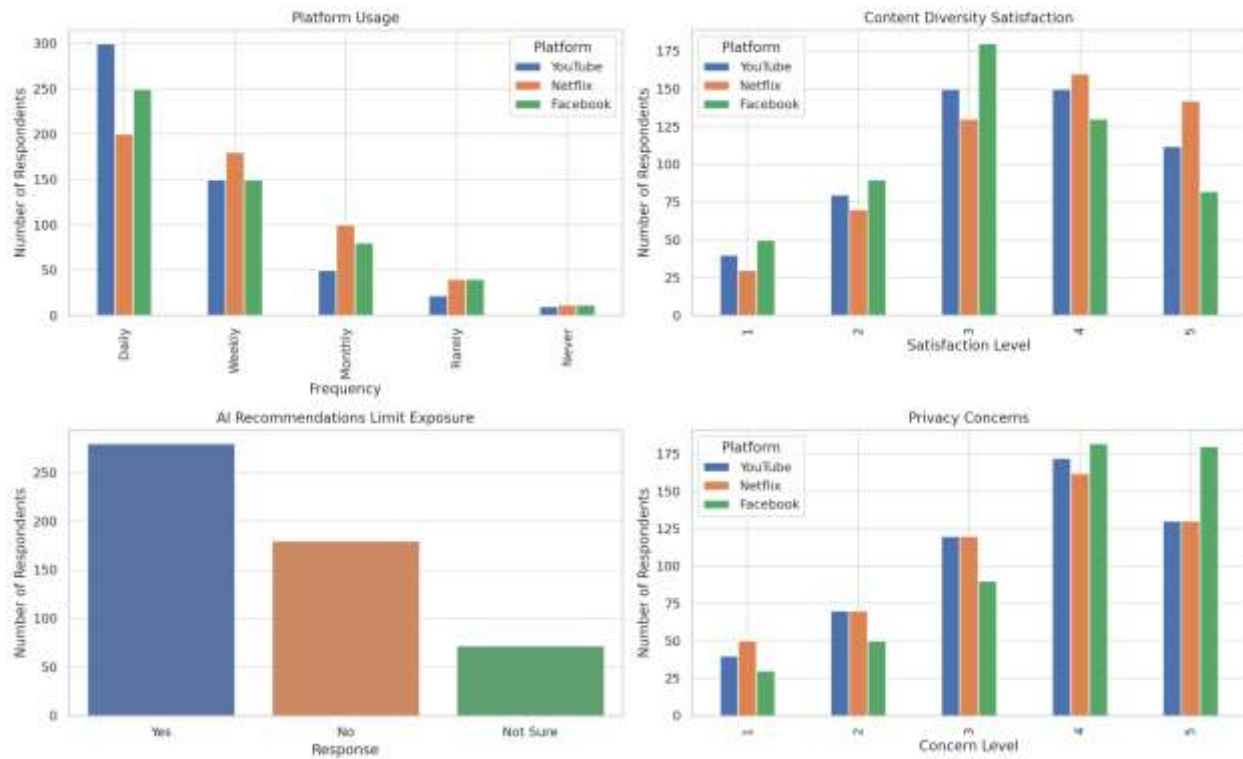 Platform Usage
Number of Respondents
300
250
200
150
100
50
0
Platform
YouTube
Netflix
Facebook
Daily
Weekly
Monthly
Rarely
Never
Frequency
Content Diversity Satisfaction
Number of Respondents
175
150
125
100
75
50
25
0
Platform
YouTube
Netflix
Facebook
1
2
3
4
5
Satisfaction Level
AI Recommendations Limit Exposure
Number of Respondents
250
200
150
100
50
0
Yes
No
Not Sure
Response
Privacy Concerns
Number of Respondents
175
150
125
100
75
50
25
0
Platform
YouTube
Netflix
Facebook
1
2
3
4
5
Concern Level